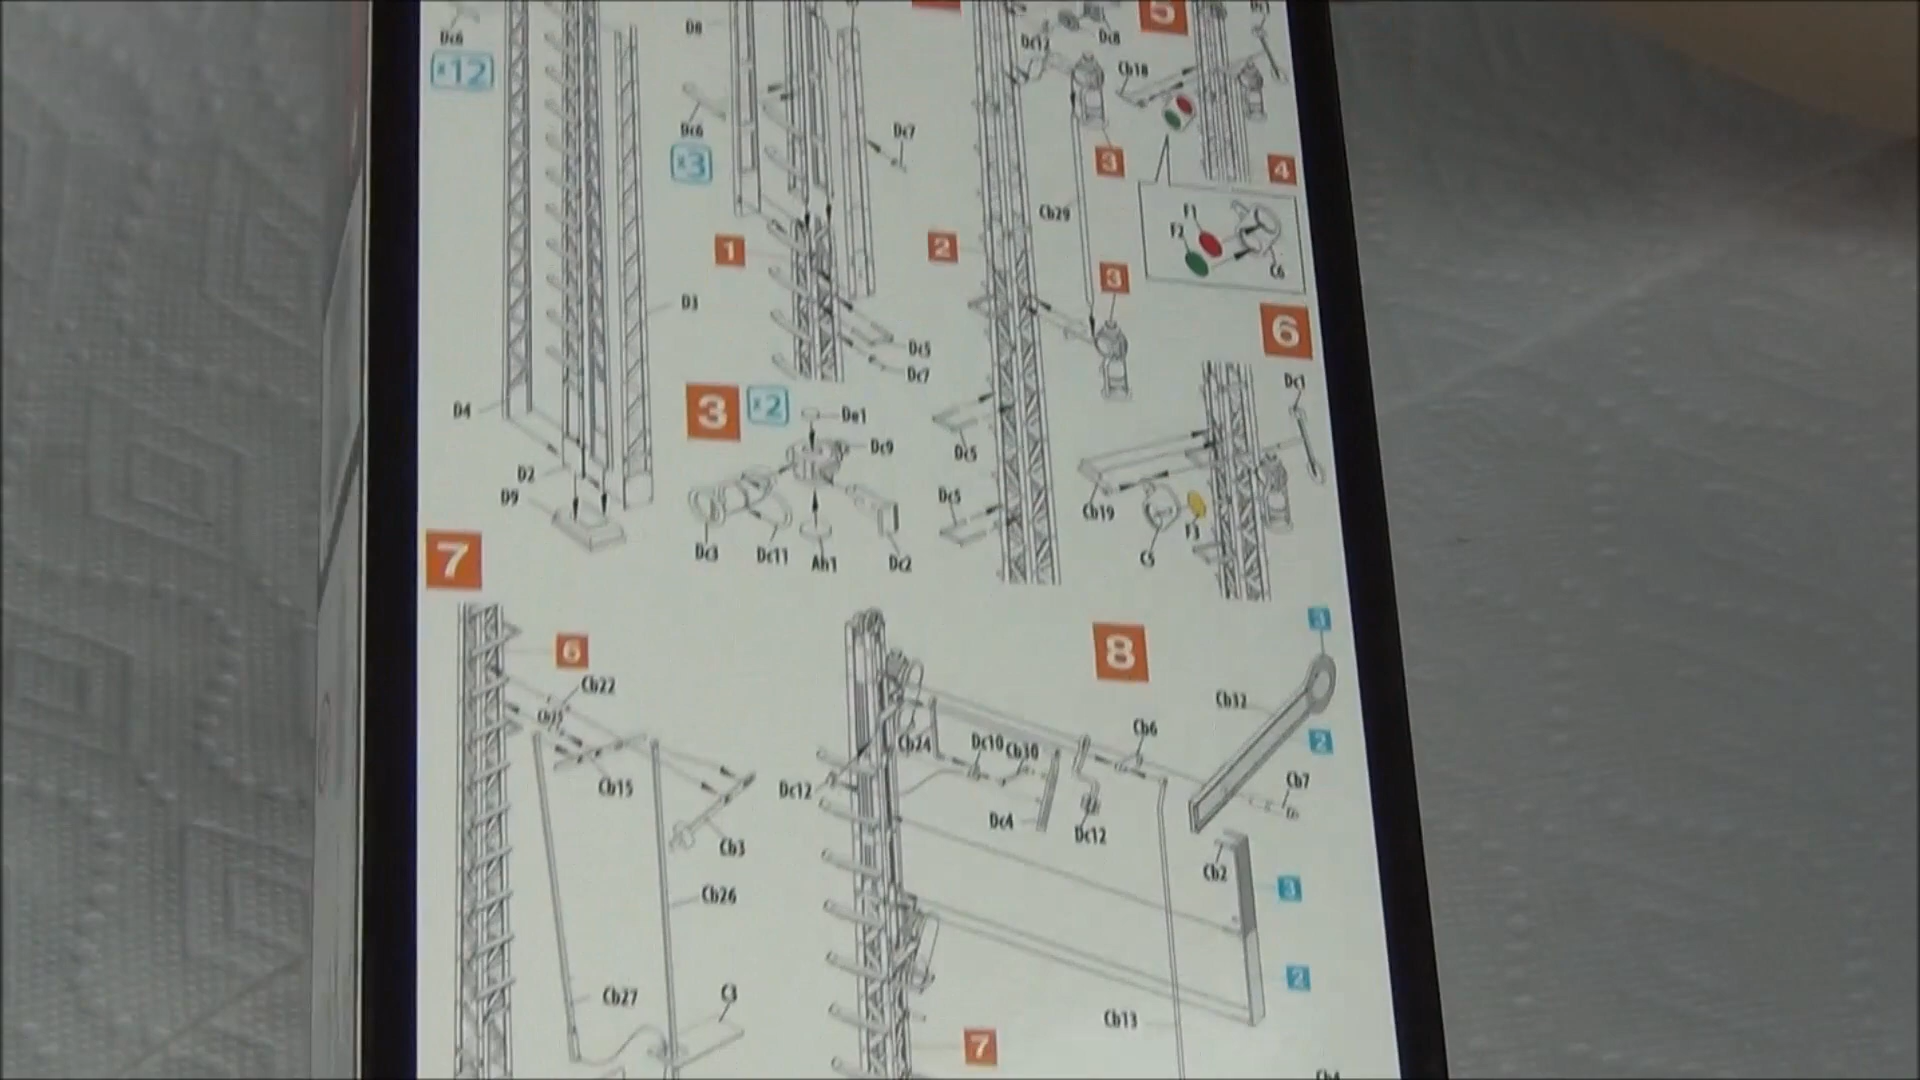 Dc6
x12
D4
D2
D9
D3
D8
Dc6
x3
Dc7
1
Dc5
Dc7
3
x2
De1
Dc9
Dc3
Dc11
Ah1
Dc2
Dc12
Dc8
3
Cb29
2
3
Dc5
Dc5
5
Cb18
4
F1
F2
C6
6
Dc1
Cb19
C5
F3
7
6
Cb22
Cb15
Cb3
Cb26
Cb27
C3
8
3
Cb32
2
Cb6
Cb24
Dc10
Cb30
Cb7
Dc12
Dc4
Dc12
Cb2
3
2
Cb13
7